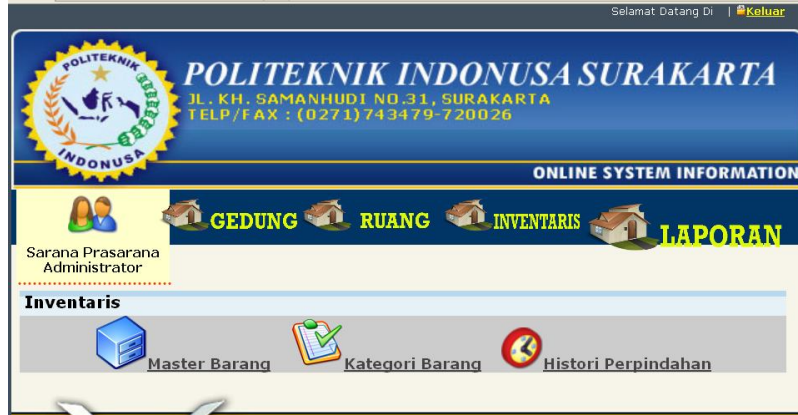 Selamat Datang Di | Keluar
POLITEKNIK
INDONUSA
POLITEKNIK INDONUSA SURAKARTA
JL. KH. SAMANHUDI NO.31, SURAKARTA
TELP/FAX : (0271)743479-720026
ONLINE SYSTEM INFORMATION
Sarana Prasarana
Administrator
GEDUNG RUANG INVENTARIS LAPORAN
Inventaris
Master Barang Kategori Barang Histori Perpindahan